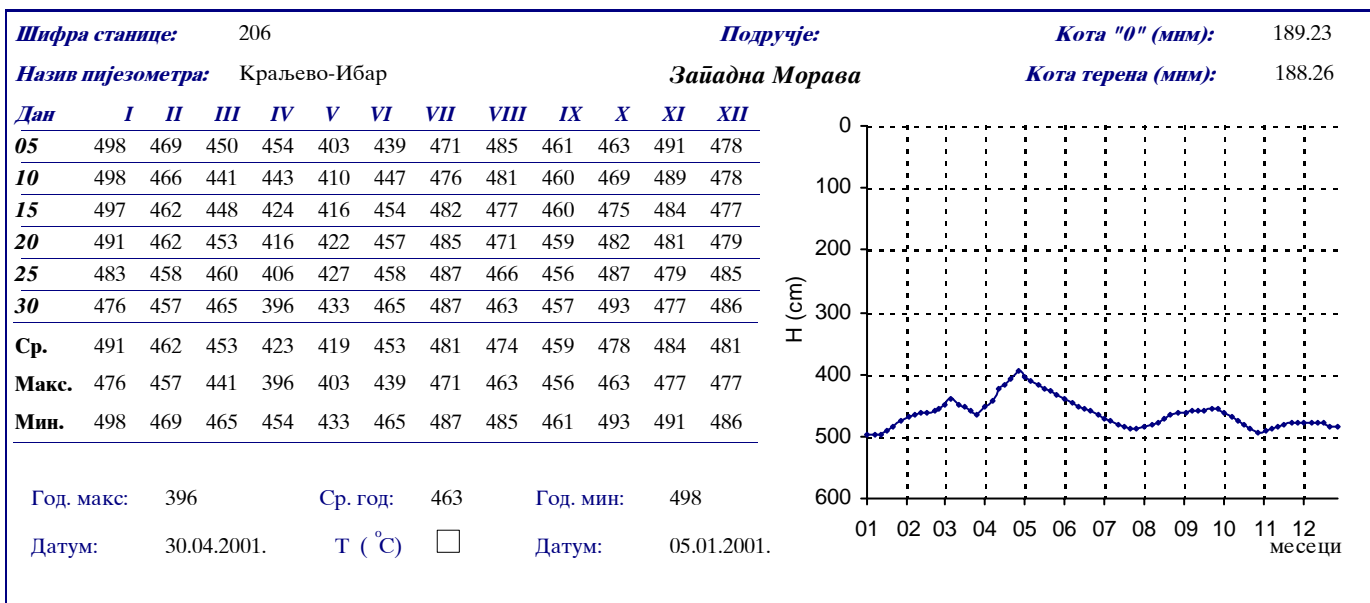 Шифра станице: 206 Подручје: Кота "0" (мнм): 189.23
Назив пијезометра: Краљево-Ибар Западна Морава Кота терена (мнм): 188.26
Дан I II III IV V VI VII VIII IX X XI XII
05 498 469 450 454 403 439 471 485 461 463 491 478
10 498 466 441 443 410 447 476 481 460 469 489 478
15 497 462 448 424 416 454 482 477 460 475 484 477
20 491 462 453 416 422 457 485 471 459 482 481 479
25 483 458 460 406 427 458 487 466 456 487 479 485
30 476 457 465 396 433 465 487 463 457 493 477 486
Ср. 491 462 453 423 419 453 481 474 459 478 484 481
Макс. 476 457 441 396 403 439 471 463 456 463 477 477
Мин. 498 469 465 454 433 465 487 485 461 493 491 486
Год. макс: 396 Ср. год: 463 Год. мин: 498
Датум: 30.04.2001. Т ( °C) Датум: 05.01.2001.
H (cm)
0
100
200
300
400
500
600
01 02 03 04 05 06 07 08 09 10 11 12
месеци